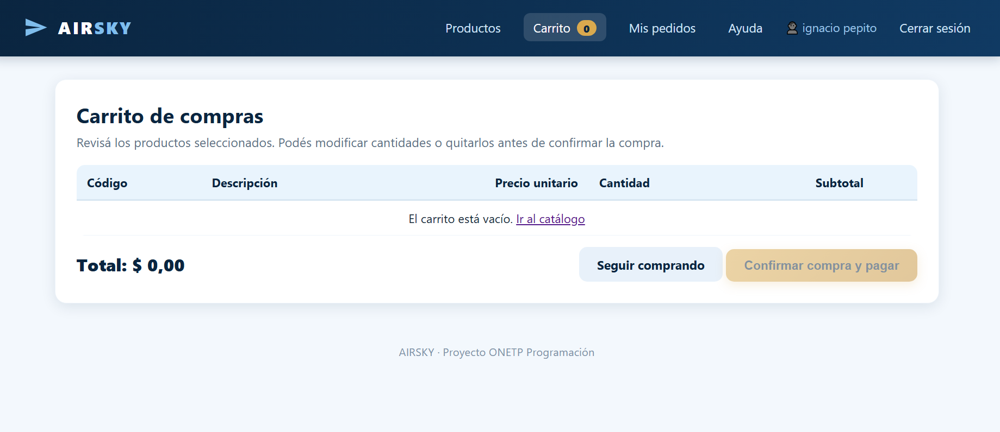 AIRSKY Productos Carrito 0 Mis pedidos Ayuda ignacio pepito Cerrar sesión
Carrito de compras
Revisá los productos seleccionados. Podés modificar cantidades o quitarlos antes de confirmar la compra.
Código Descripción Precio unitario Cantidad Subtotal
El carrito está vacío. Ir al catálogo
Total: $ 0,00 Seguir comprando Confirmar compra y pagar
AIRSKY · Proyecto ONETP Programación